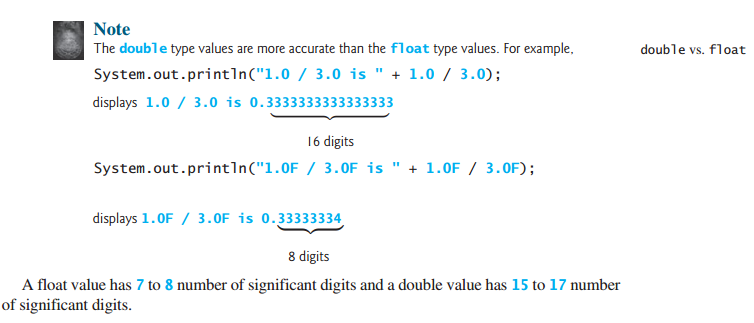 Note
The double type values are more accurate than the float type values. For example,
double vs. float
System.out.println("1.0 / 3.0 is " + 1.0 / 3.0);
displays 1.0 / 3.0 is 0.3333333333333333
16 digits
System.out.println("1.0F / 3.0F is " + 1.0F / 3.0F);
displays 1.0F / 3.0F is 0.33333334
8 digits
A float value has 7 to 8 number of significant digits and a double value has 15 to 17 number
of significant digits.